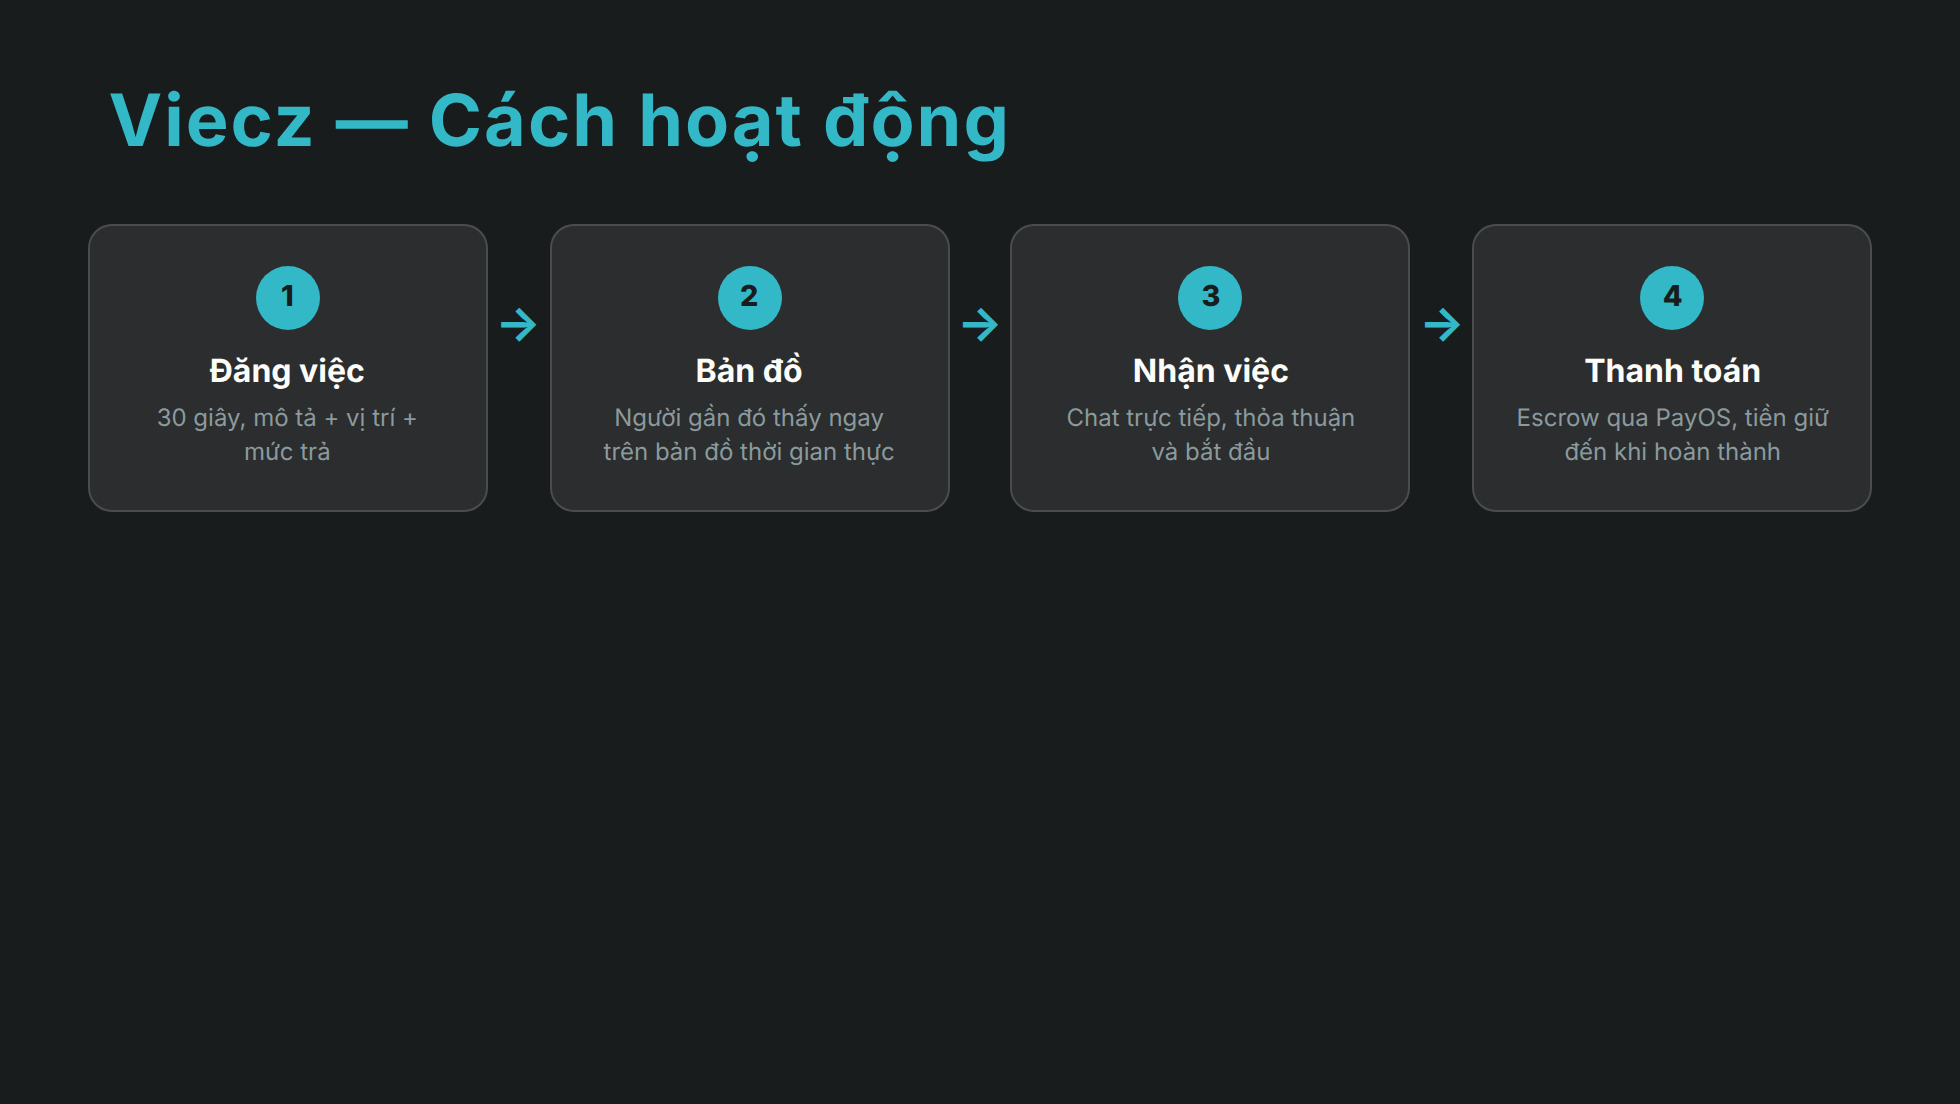 Viecz — Cách hoạt động
1
Đăng việc
30 giây, mô tả + vị trí +
mức trả
→
2
Bản đồ
Người gần đó thấy ngay
trên bản đồ thời gian thực
→
3
Nhận việc
Chat trực tiếp, thỏa thuận
và bắt đầu
→
4
Thanh toán
Escrow qua PayOS, tiền giữ
đến khi hoàn thành